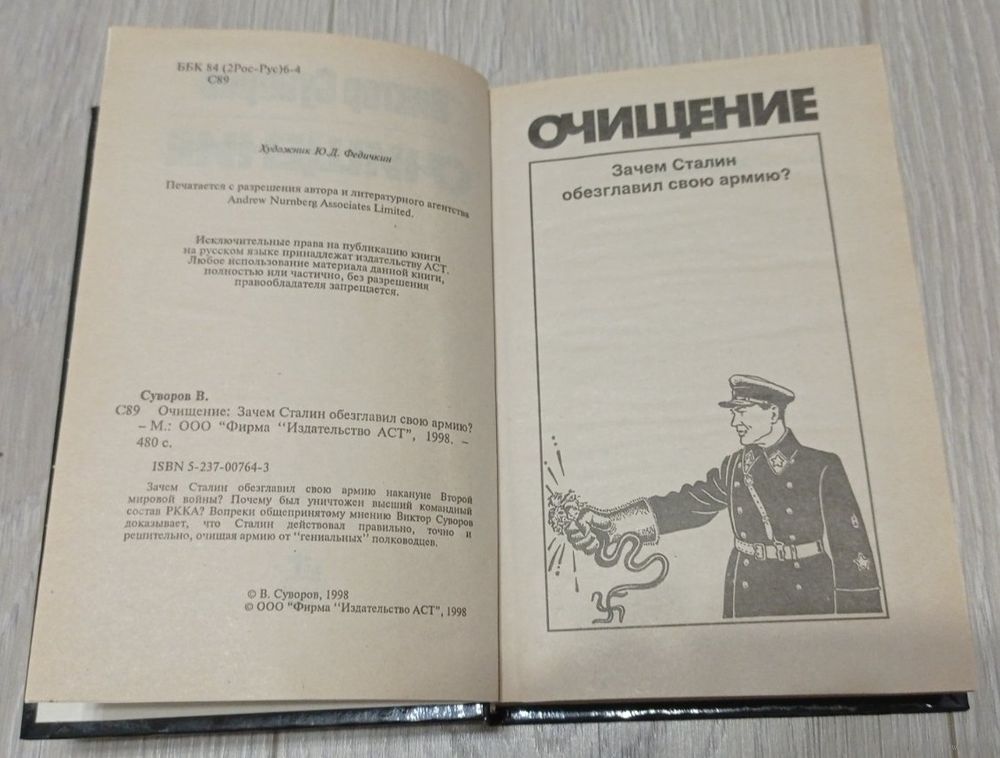 ББК 84 (2Рос-Рус)6-4
С89
Художник Ю.Д. Федичкин
Печатается с разрешения автора и литературного агентства
Andrew Nurnberg Associates Limited.
Исключительные права на публикацию книги
на русском языке принадлежат издательству АСТ.
Любое использование материала данной книги,
полностью или частично, без разрешения
правообладателя запрещается.
Суворов В.
С89 Очищение: Зачем Сталин обезглавил свою армию?
– М.: ООО "Фирма "Издательство АСТ", 1998. –
480 с.
ISBN 5-237-00764-3
Зачем Сталин обезглавил свою армию накануне Второй
мировой войны? Почему был уничтожен высший командный
состав РККА? Вопреки общепринятому мнению Виктор Суворов
доказывает, что Сталин действовал правильно, точно и
решительно, очищая армию от "гениальных" полководцев.
© В. Суворов, 1998
© ООО "Фирма "Издательство АСТ", 1998
ОЧИЩЕНИЕ
Зачем Сталин
обезглавил свою армию?